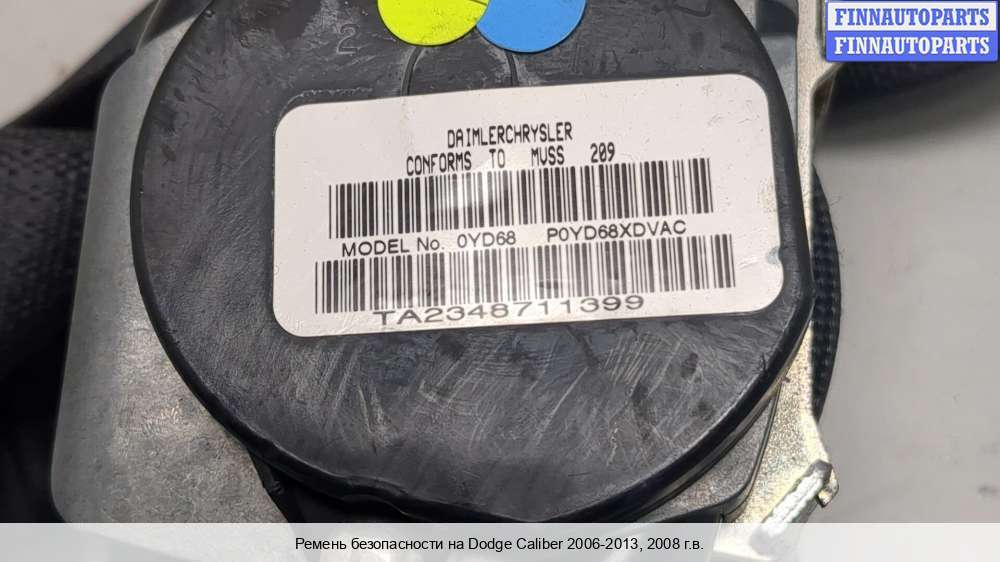 FINNAUTOPARTS
FINNAUTOPARTS
2
DAIMLERCHRYSLER
CONFORMS TO MVSS 209
MODEL No. 0YD68 P0YD68XDVAC
TA2348711399
Ремень безопасности на Dodge Caliber 2006-2013, 2008 г.в.